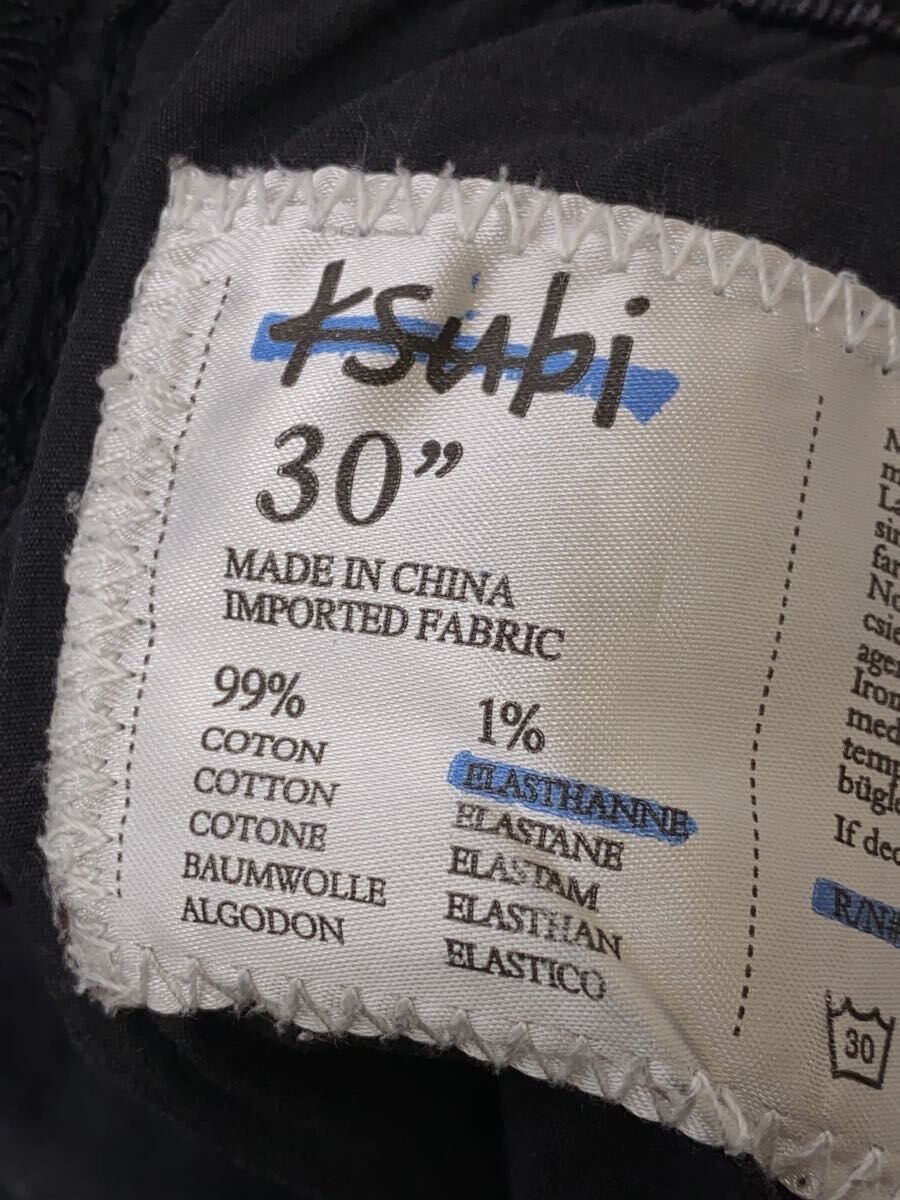 ksubi
30”
MADE IN CHINA
IMPORTED FABRIC
99%
COTON
COTTON
COTONE
BAUMWOLLE
ALGODON
1%
ELASTHANNE
ELASTANE
ELASTAM
ELASTHAN
ELASTICO
If dec
R/N#
30